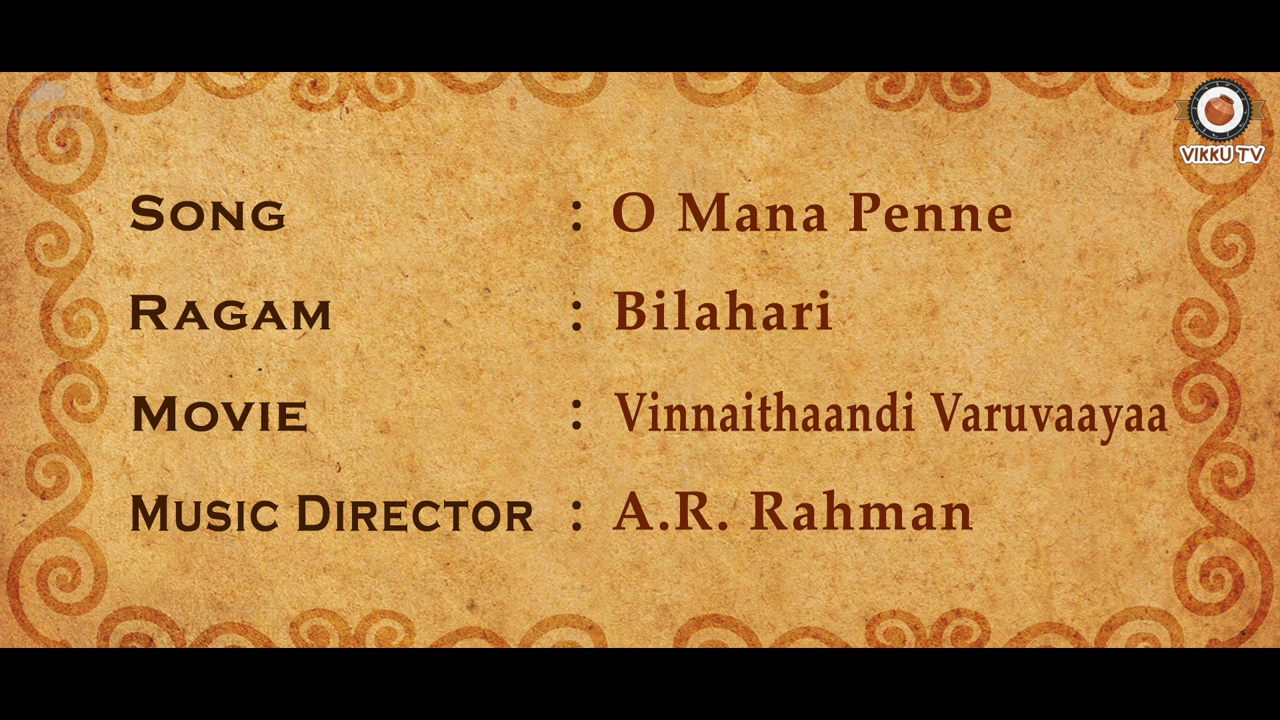 VIKKU TV
SONG : O Mana Penne
RAGAM : Bilahari
MOVIE : Vinnaithaandi Varuvaayaa
MUSIC DIRECTOR : A.R. Rahman